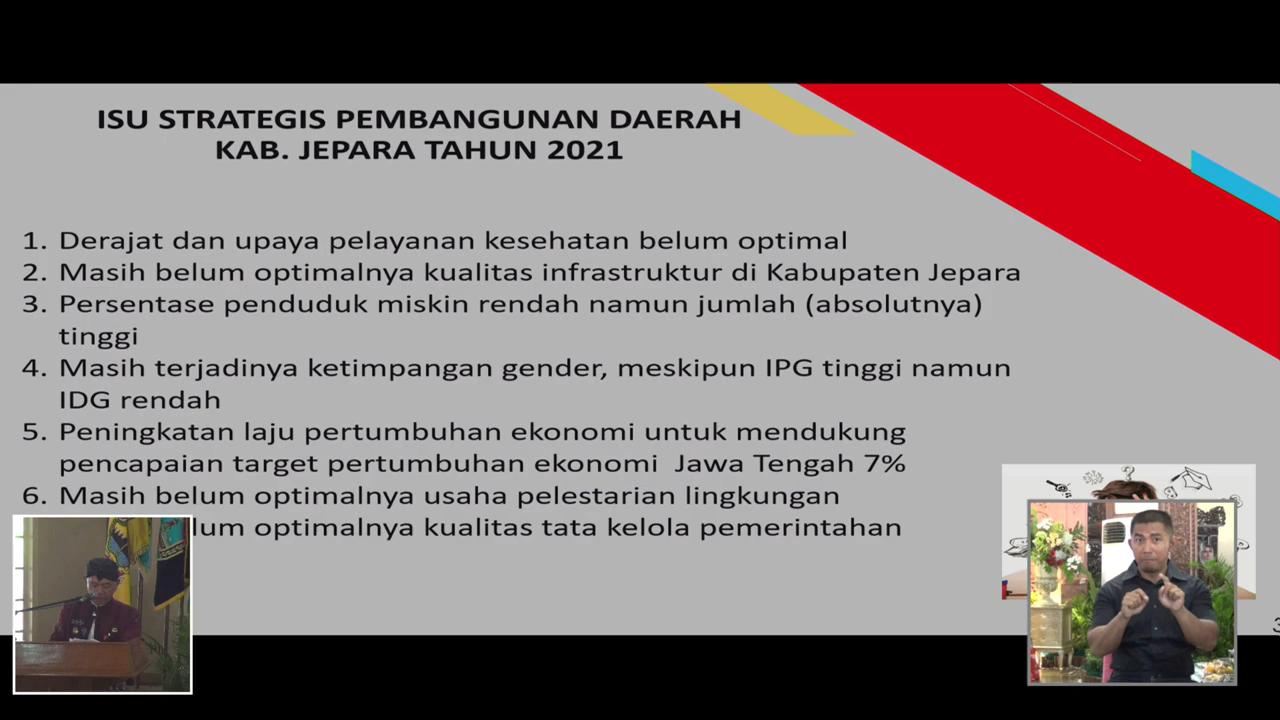 ISU STRATEGIS PEMBANGUNAN DAERAH
KAB. JEPARA TAHUN 2021
1. Derajat dan upaya pelayanan kesehatan belum optimal
2. Masih belum optimalnya kualitas infrastruktur di Kabupaten Jepara
3. Persentase penduduk miskin rendah namun jumlah (absolutnya)
tinggi
4. Masih terjadinya ketimpangan gender, meskipun IPG tinggi namun
IDG rendah
5. Peningkatan laju pertumbuhan ekonomi untuk mendukung
pencapaian target pertumbuhan ekonomi Jawa Tengah 7%
6. Masih belum optimalnya usaha pelestarian lingkungan
optimalnya kualitas tata kelola pemerintahan